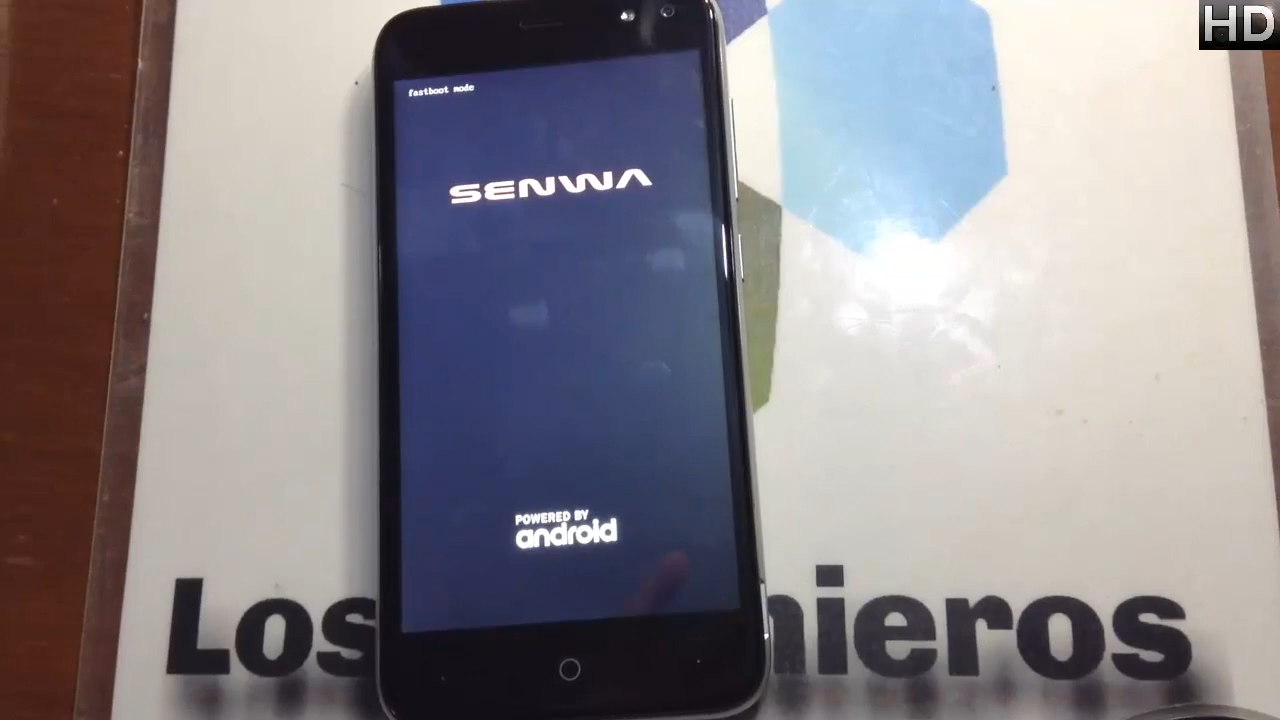 HD
fastboot mode
SENWA
POWERED BY
android
Los nieros